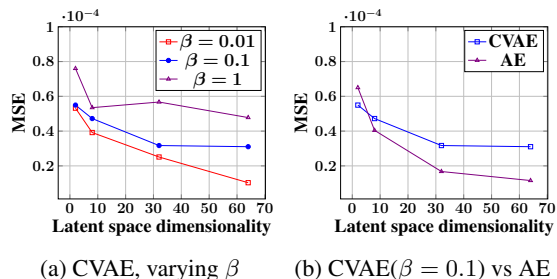 ·10⁻⁴
1
0.8
0.6
0.4
0.2
MSE
0 10 20 30 40 50 60 70
Latent space dimensionality
β = 0.01
β = 0.1
β = 1
(a) CVAE, varying β
·10⁻⁴
1
0.8
0.6
0.4
0.2
MSE
0 10 20 30 40 50 60 70
Latent space dimensionality
CVAE
AE
(b) CVAE(β = 0.1) vs AE